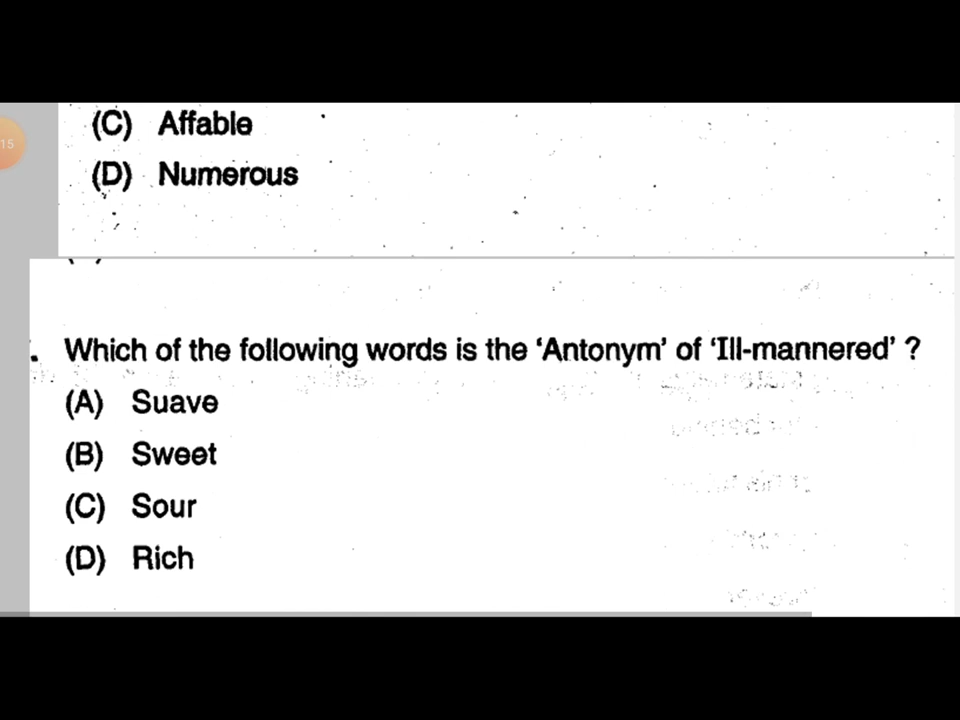 15
(C) Affable
(D) Numerous
. Which of the following words is the ‘Antonym’ of ‘Ill-mannered’ ?
(A) Suave
(B) Sweet
(C) Sour
(D) Rich